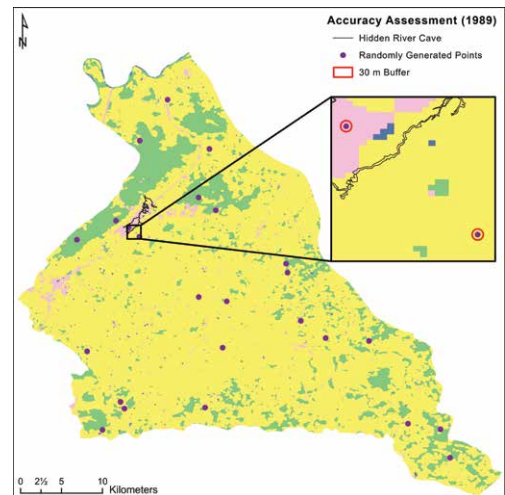 N
Accuracy Assessment (1989)
Hidden River Cave
Randomly Generated Points
30 m Buffer
0 2½ 5 10
Kilometers